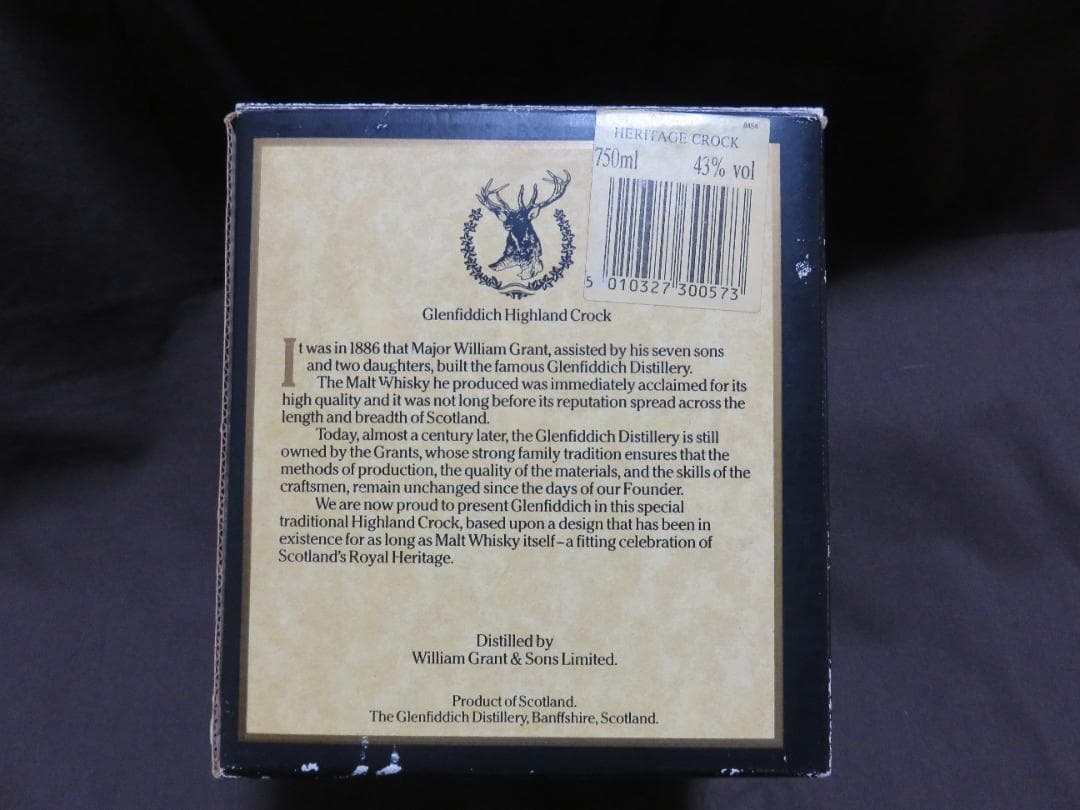 HERITAGE CROCK
750ml 43% vol
5 010327 300573
Glenfiddich Highland Crock
It was in 1886 that Major William Grant, assisted by his seven sons
and two daughters, built the famous Glenfiddich Distillery.
The Malt Whisky he produced was immediately acclaimed for its
high quality and it was not long before its reputation spread across the
length and breadth of Scotland.
Today, almost a century later, the Glenfiddich Distillery is still
owned by the Grants, whose strong family tradition ensures that the
methods of production, the quality of the materials, and the skills of the
craftsmen, remain unchanged since the days of our Founder.
We are now proud to present Glenfiddich in this special
traditional Highland Crock, based upon a design that has been in
existence for as long as Malt Whisky itself–a fitting celebration of
Scotland's Royal Heritage.
Distilled by
William Grant & Sons Limited.
Product of Scotland.
The Glenfiddich Distillery, Banffshire, Scotland.